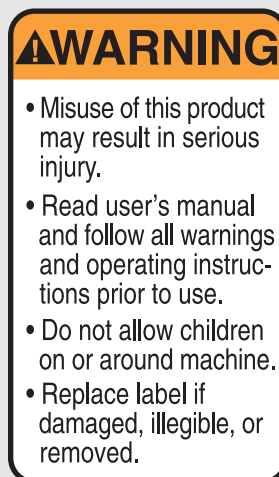 WARNING
• Misuse of this product
may result in serious
injury.
• Read user's manual
and follow all warnings
and operating instruc-
tions prior to use.
• Do not allow children
on or around machine.
• Replace label if
damaged, illegible, or
removed.